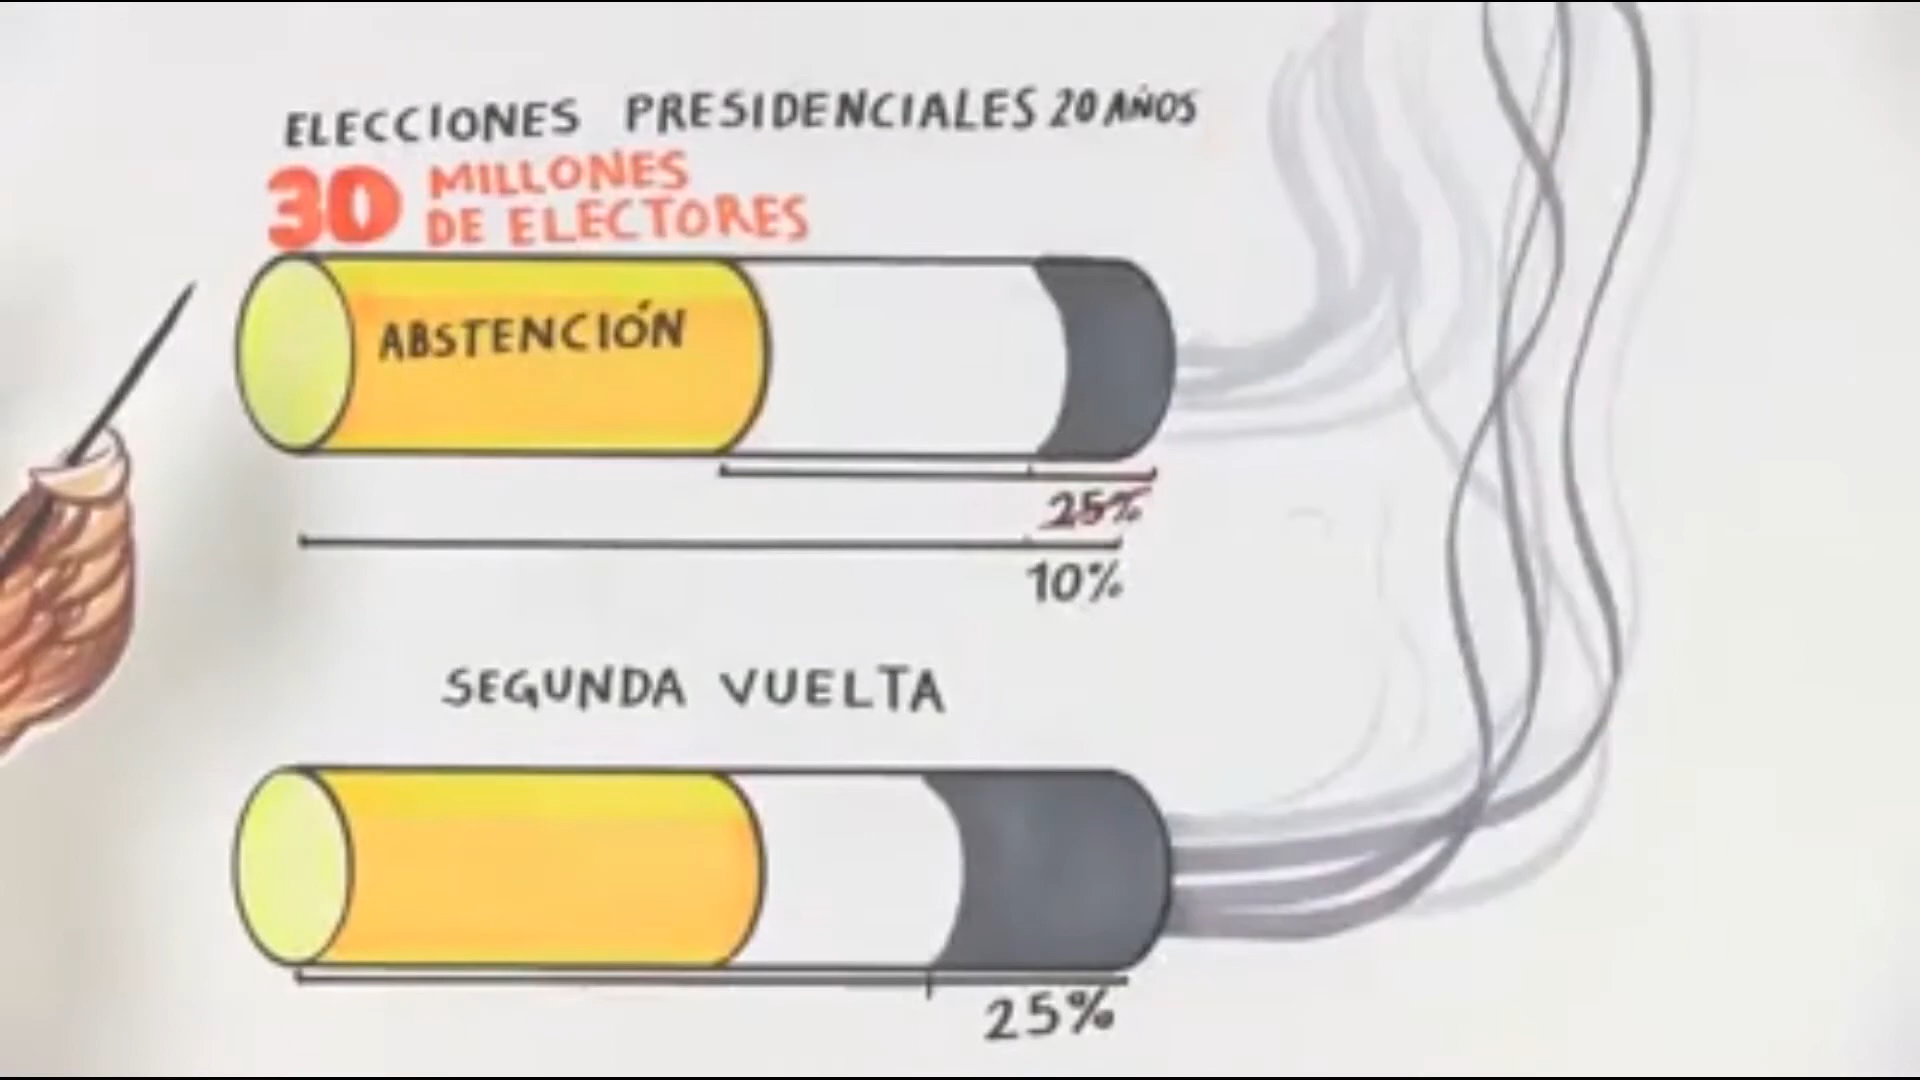 ELECCIONES PRESIDENCIALES 20 AÑOS
30 MILLONES
DE ELECTORES
ABSTENCIÓN
25%
10%
SEGUNDA VUELTA
25%